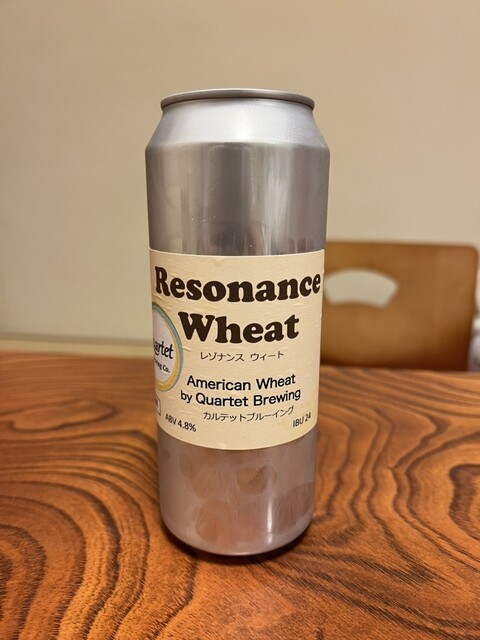 Resonance
Wheat
レゾナンス ウィート
American Wheat
by Quartet Brewing
カルテットブルーイング
ABV 4.8%
IBU 24
Co.